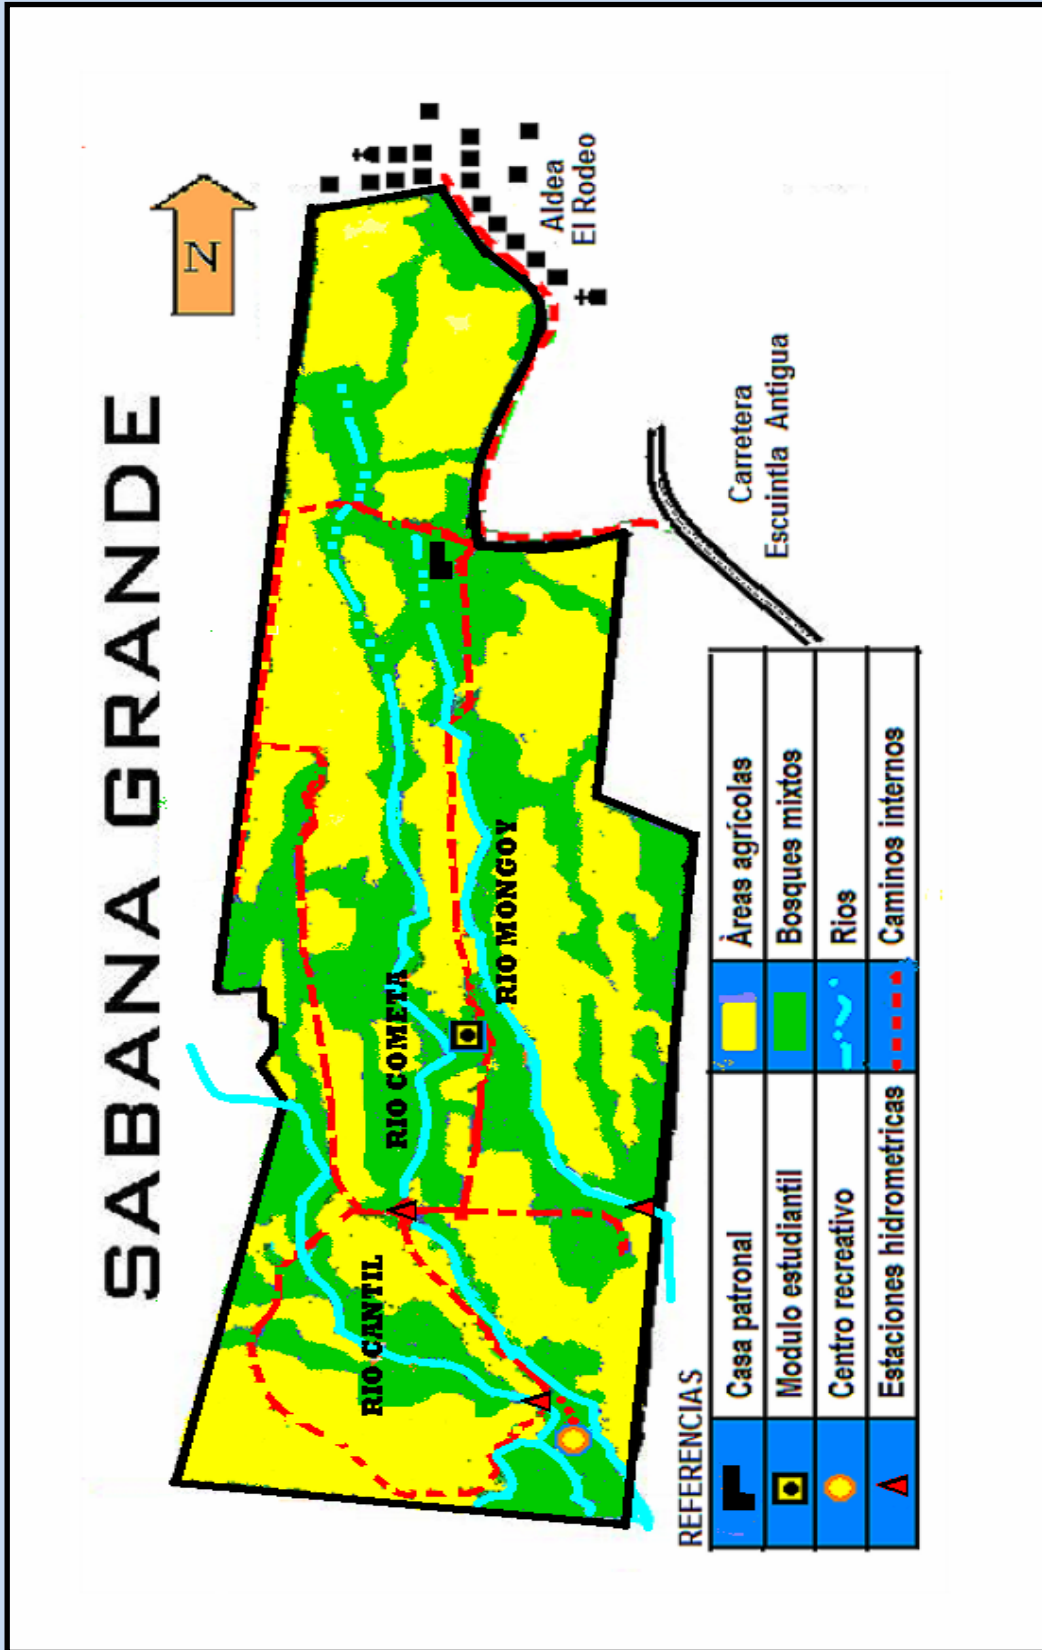 SABANA GRANDE
N
Aldea
El Rodeo
Carretera
Escuintla Antigua
RIO COMETA
RIO MONGOY
RIO CANTIL
REFERENCIAS
Casa patronal
Àreas agrícolas
Modulo estudiantil
Bosques mixtos
Centro recreativo
Rios
Estaciones hidrometricas
Caminos internos